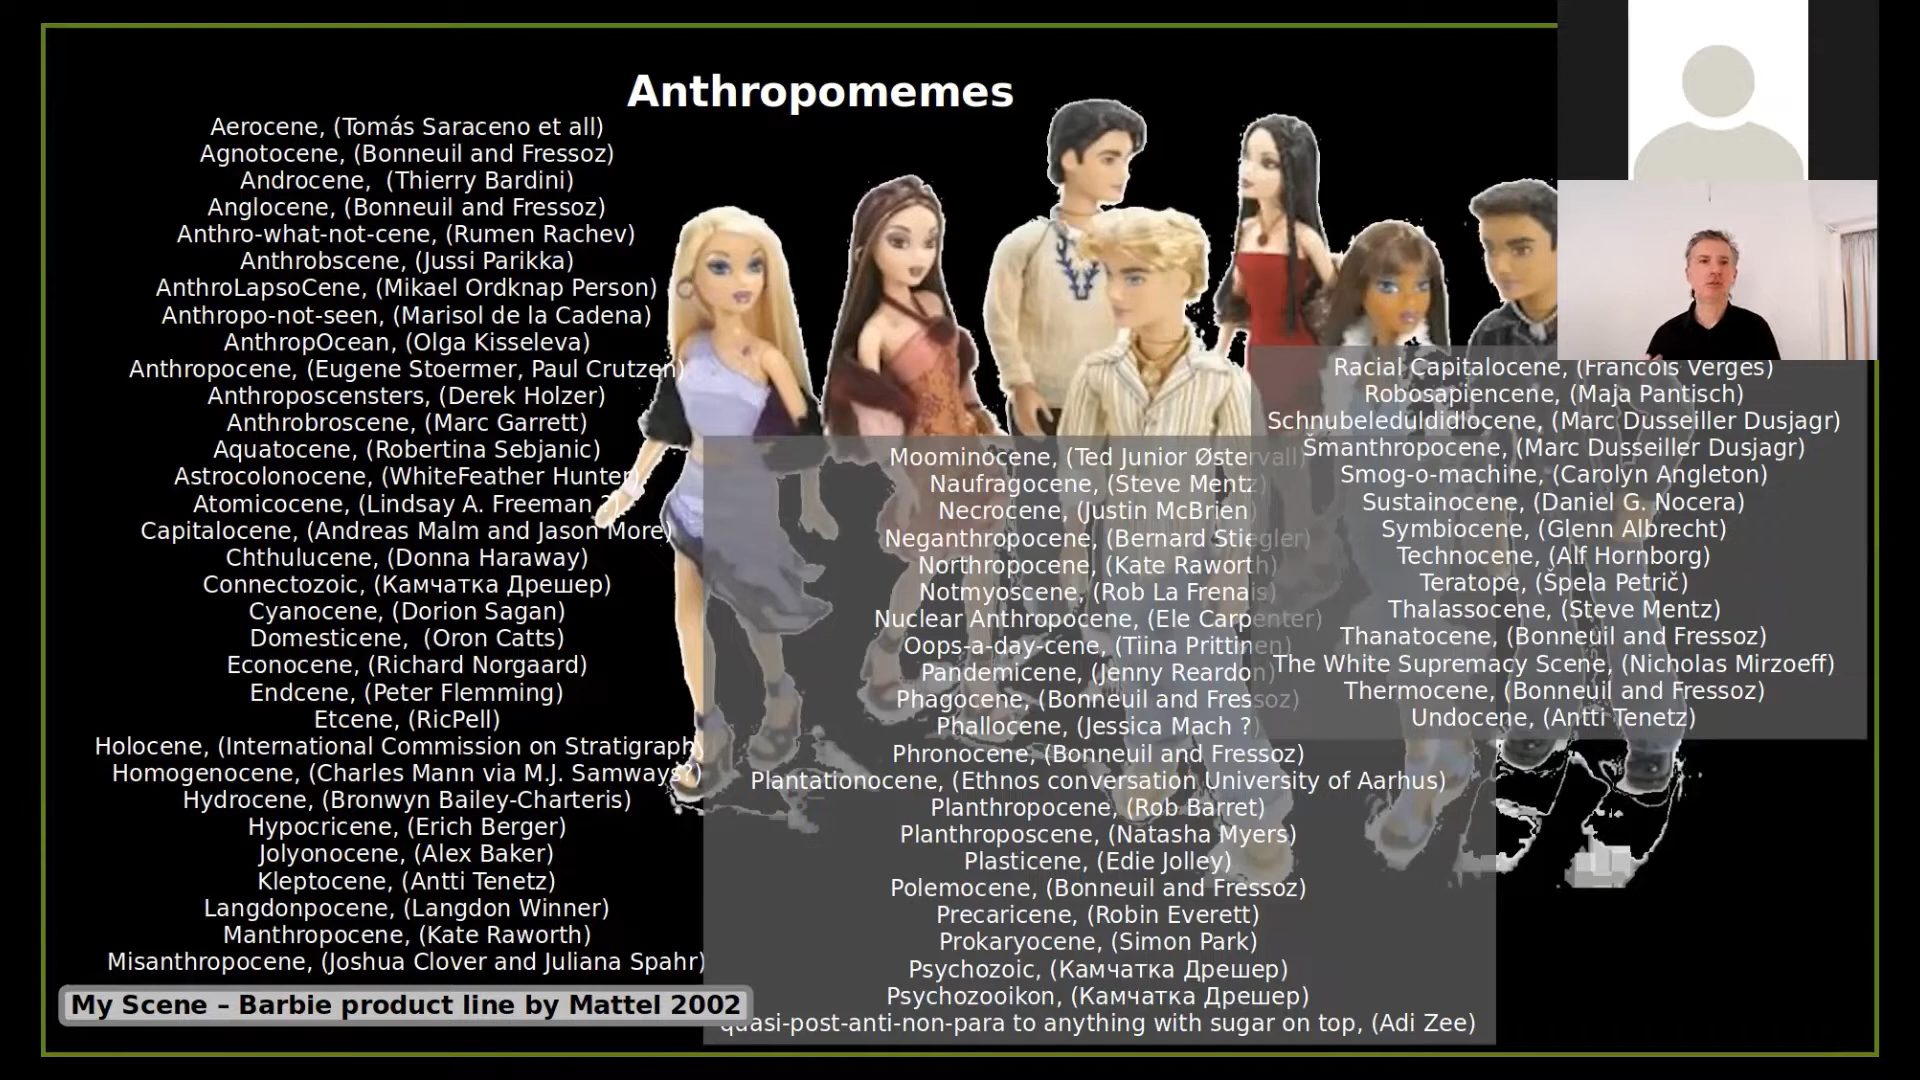 Anthropomemes
Aerocene, (Tomás Saraceno et all)
Agnotocene, (Bonneuil and Fressoz)
Androcene,  (Thierry Bardini)
Anglocene, (Bonneuil and Fressoz)
Anthro-what-not-cene, (Rumen Rachev)
Anthrobscene, (Jussi Parikka)
AnthroLapsoCene, (Mikael Ordknap Person)
Anthropo-not-seen, (Marisol de la Cadena)
AnthropOcean, (Olga Kisseleva)
Anthropocene, (Eugene Stoermer, Paul Crutzen)
Anthroposcensters, (Derek Holzer)
Anthrobroscene, (Marc Garrett)
Aquatocene, (Robertina Sebjanic)
Astrocolonocene, (WhiteFeather Hunter)
Atomicocene, (Lindsay A. Freeman ?)
Capitalocene, (Andreas Malm and Jason More)
Chthulucene, (Donna Haraway)
Connectozoic, (Камчатка Дрешер)
Cyanocene, (Dorion Sagan)
Domesticene,  (Oron Catts)
Econocene, (Richard Norgaard)
Endcene, (Peter Flemming)
Etcene, (RicPell)
Holocene, (International Commission on Stratigraph)
Homogenocene, (Charles Mann via M.J. Samways?)
Hydrocene, (Bronwyn Bailey-Charteris)
Hypocricene, (Erich Berger)
Jolyonocene, (Alex Baker)
Kleptocene, (Antti Tenetz)
Langdonpocene, (Langdon Winner)
Manthropocene, (Kate Raworth)
Misanthropocene, (Joshua Clover and Juliana Spahr)
My Scene – Barbie product line by Mattel 2002
Moominocene, (Ted Junior Østervall)
Naufragocene, (Steve Mentz)
Necrocene, (Justin McBrien)
Neganthropocene, (Bernard Stiegler)
Northropocene, (Kate Raworth)
Notmyoscene, (Rob La Frenais)
Nuclear Anthropocene, (Ele Carpenter)
Oops-a-day-cene, (Tiina Prittinen)
Pandemicene, (Jenny Reardon)
Phagocene, (Bonneuil and Fressoz)
Phallocene, (Jessica Mach ?)
Phronocene, (Bonneuil and Fressoz)
Plantationocene, (Ethnos conversation University of Aarhus)
Planthropocene, (Rob Barret)
Planthroposcene, (Natasha Myers)
Plasticene, (Edie Jolley)
Polemocene, (Bonneuil and Fressoz)
Precaricene, (Robin Everett)
Prokaryocene, (Simon Park)
Psychozoic, (Камчатка Дрешер)
Psychozooikon, (Камчатка Дрешер)
quasi-post-anti-non-para to anything with sugar on top, (Adi Zee)
Racial Capitalocene, (Francois Verges)
Robosapiencene, (Maja Pantisch)
Schnubeleduldidlocene, (Marc Dusseiller Dusjagr)
Šmanthropocene, (Marc Dusseiller Dusjagr)
Smog-o-machine, (Carolyn Angleton)
Sustainocene, (Daniel G. Nocera)
Symbiocene, (Glenn Albrecht)
Technocene, (Alf Hornborg)
Teratope, (Špela Petrič)
Thalassocene, (Steve Mentz)
Thanatocene, (Bonneuil and Fressoz)
The White Supremacy Scene, (Nicholas Mirzoeff)
Thermocene, (Bonneuil and Fressoz)
Undocene, (Antti Tenetz)